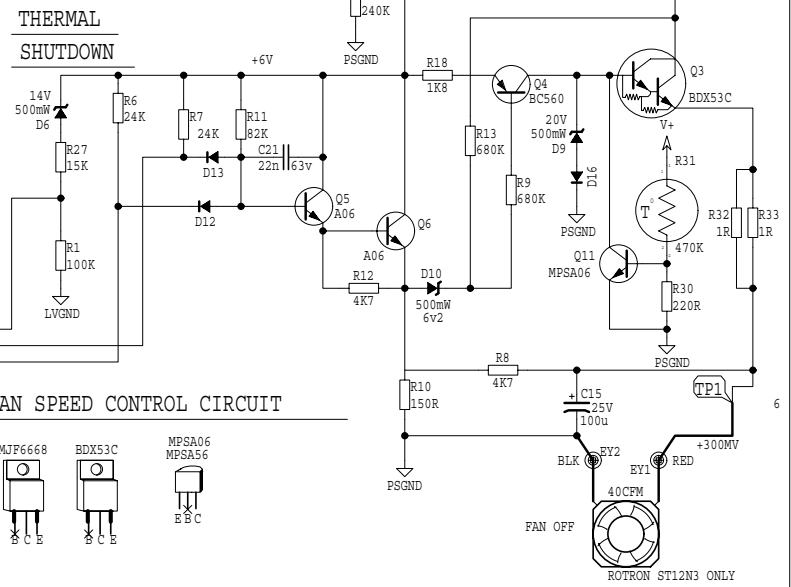 240K
THERMAL
SHUTDOWN
PSGND
+6V
R18
1K8
Q4
BC560
Q3
BDX53C
14V
500mW
D6
R6
24K
R7
24K
R11
82K
R27
15K
C21
22n 63v
D13
D12
Q5
A06
Q6
A06
R13
680K
R9
680K
20V
500mW
D9
D16
PSGND
V+
R31
T
470K
R32
1R
R33
1R
Q11
MPSA06
R1
100K
LVGND
R12
4K7
D10
500mW
6v2
R30
220R
PSGND
R8
4K7
R10
150R
+ C15
25V
100u
TP1
6
+300MV
PSGND
BLK EY2
EY1 RED
40CFM
FAN OFF
ROTRON ST12N3 ONLY
AN SPEED CONTROL CIRCUIT
MJF6668
BDX53C
MPSA06
MPSA56
B C E
B C E
E B C